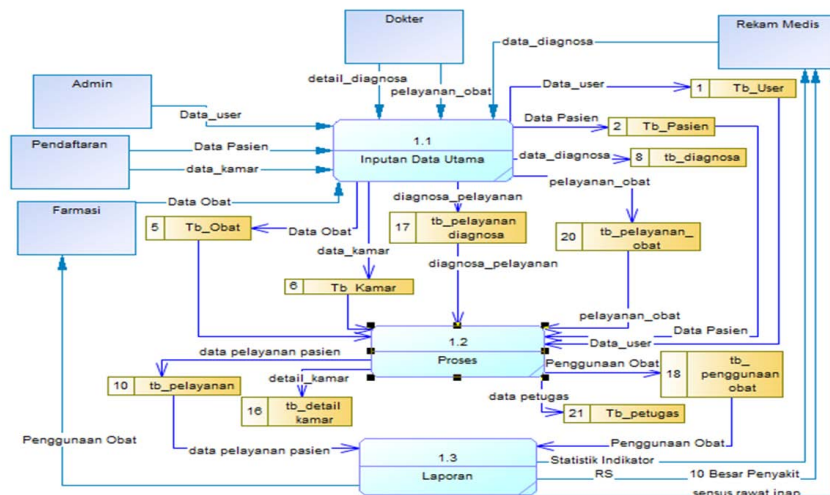 Dokter
Rekam Medis
data_diagnosa
detail_diagnosa
pelayanan_obat
Admin
Data_user
Data_user
1 Tb_User
Pendaftaran
Data Pasien
data_kamar
1.1
Inputan Data Utama
Data Pasien
2 Tb_Pasien
data_diagnosa
8 tb_diagnosa
pelayanan_obat
Farmasi
Data Obat
diagnosa_pelayanan
5 Tb_Obat
Data Obat
17 tb_pelayanan
diagnosa
20 tb_pelayanan_
obat
data_kamar
diagnosa_pelayanan
6 Tb_Kamar
pelayanan_obat
Data Pasien
Data_user
1.2
Proses
data pelayanan pasien
Penggunaan Obat
18 tb_
penggunaan
obat
10 tb_pelayanan
detail_kamar
16 tb_detail
kamar
data petugas
21 Tb_petugas
Penggunaan Obat
data pelayanan pasien
Penggunaan Obat
1.3
Laporan
Statistik Indikator
RS
10 Besar Penyakit
sensus rawat inap